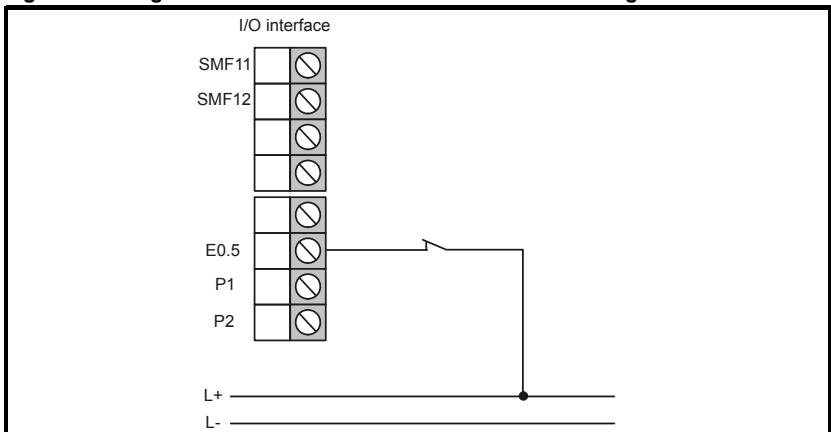 I/O interface
SMF11
SMF12
E0.5
P1
P2
L+
L-